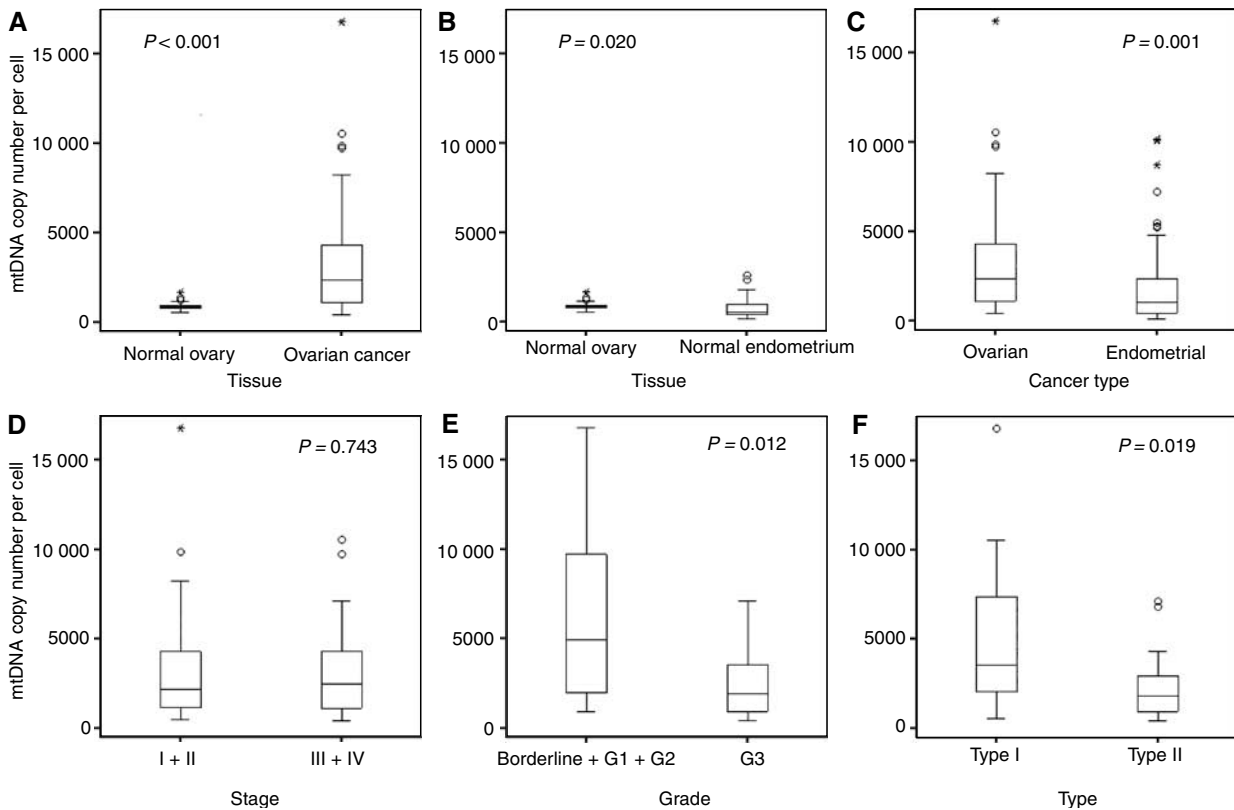 A
P < 0.001
mtDNA copy number per cell
15 000
10 000
5000
0
Normal ovary
Ovarian cancer
Tissue
B
P = 0.020
15 000
10 000
5000
0
Normal ovary
Normal endometrium
Tissue
C
P = 0.001
15 000
10 000
5000
0
Ovarian
Endometrial
Cancer type
D
P = 0.743
mtDNA copy number per cell
15 000
10 000
5000
0
I + II
III + IV
Stage
E
P = 0.012
15 000
10 000
5000
0
Borderline + G1 + G2
G3
Grade
F
P = 0.019
15 000
10 000
5000
0
Type I
Type II
Type